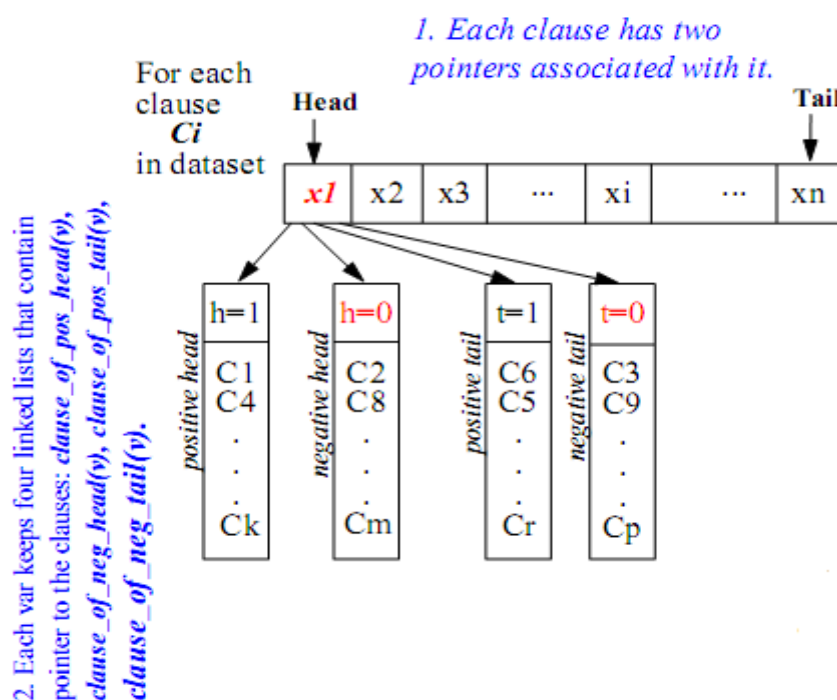 1. Each clause has two
pointers associated with it.
For each
clause
Ci
in dataset
Head
Tail
x1 x2 x3 ... xi ... xn
h=1 h=0 t=1 t=0
positive head
C1
C4
.
.
.
Ck
negative head
C2
C8
.
.
.
Cm
positive tail
C6
C5
.
.
.
Cr
negative tail
C3
C9
.
.
.
Cp
2. Each var keeps four linked lists that contain
pointer to the clauses: clause_of_pos_head(v),
clause_of_neg_head(v), clause_of_pos_tail(v),
clause_of_neg_tail(v).